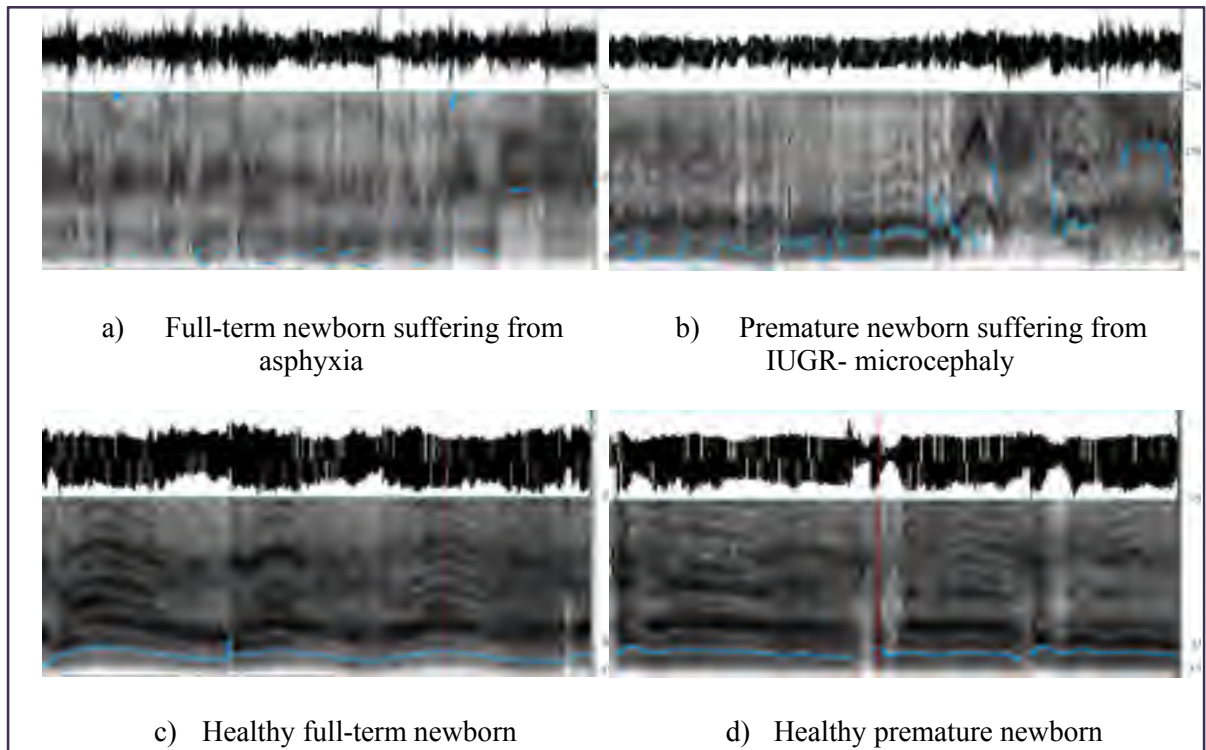 a) Full-term newborn suffering from
asphyxia
b) Premature newborn suffering from
IUGR- microcephaly
c) Healthy full-term newborn
d) Healthy premature newborn